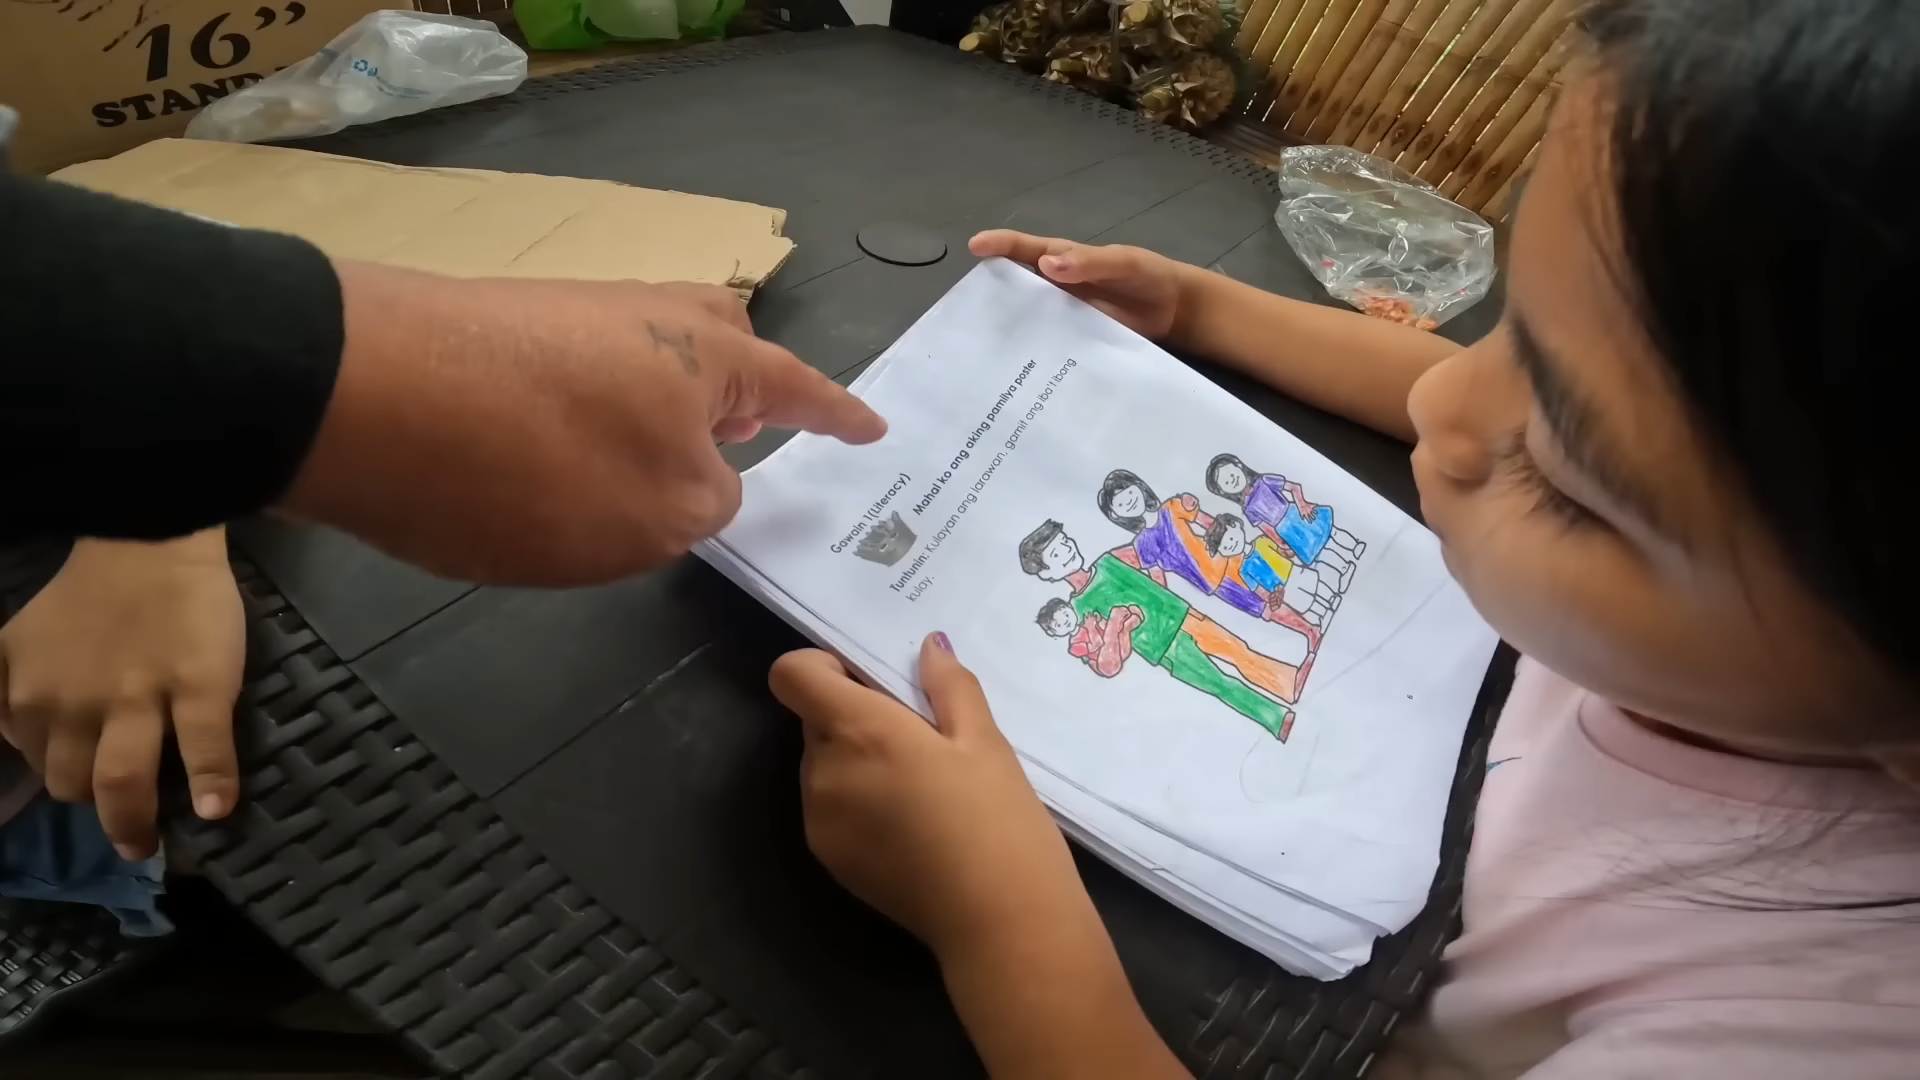 16”
STAND
Gawain 1(Literacy)
Mahal ko ang aking pamilya poster
Tuntunin: Kulayan ang larawan, gamit ang iba't ibang
kulay.
6